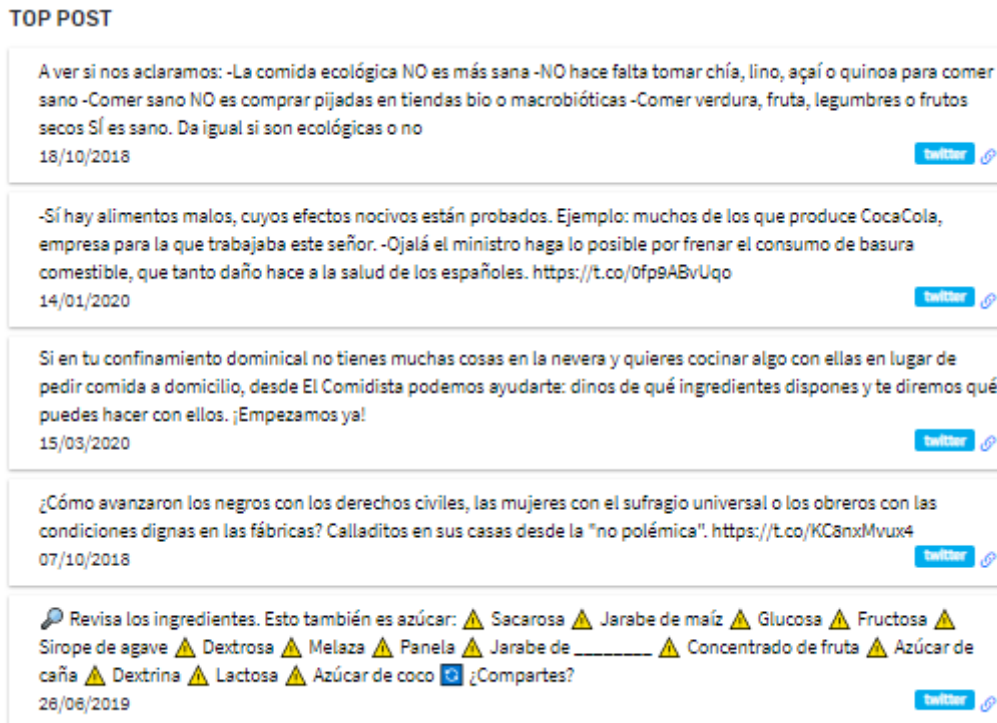 TOP POST
A ver si nos aclaramos: -La comida ecológica NO es más sana -NO hace falta tomar chía, lino, açaí o quinoa para comer
sano -Comer sano NO es comprar pijadas en tiendas bio o macrobióticas -Comer verdura, fruta, legumbres o frutos
secos SÍ es sano. Da igual si son ecológicas o no
18/10/2018
twitter
-Sí hay alimentos malos, cuyos efectos nocivos están probados. Ejemplo: muchos de los que produce CocaCola,
empresa para la que trabajaba este señor. -Ojalá el ministro haga lo posible por frenar el consumo de basura
comestible, que tanto daño hace a la salud de los españoles. https://t.co/0fp9ABvUqo
14/01/2020
twitter
Si en tu confinamiento dominical no tienes muchas cosas en la nevera y quieres cocinar algo con ellas en lugar de
pedir comida a domicilio, desde El Comidista podemos ayudarte: dinos de qué ingredientes dispones y te diremos qué
puedes hacer con ellos. ¡Empezamos ya!
15/03/2020
twitter
¿Cómo avanzaron los negros con los derechos civiles, las mujeres con el sufragio universal o los obreros con las
condiciones dignas en las fábricas? Calladitos en sus casas desde la "no polémica". https://t.co/KC8nxMvux4
07/10/2018
twitter
🔎 Revisa los ingredientes. Esto también es azúcar: ⚠ Sacarosa ⚠ Jarabe de maíz ⚠ Glucosa ⚠ Fructosa ⚠
Sirope de agave ⚠ Dextrosa ⚠ Melaza ⚠ Panela ⚠ Jarabe de ________ ⚠ Concentrado de fruta ⚠ Azúcar de
caña ⚠ Dextrina ⚠ Lactosa ⚠ Azúcar de coco 🔄 ¿Compartes?
26/06/2019
twitter